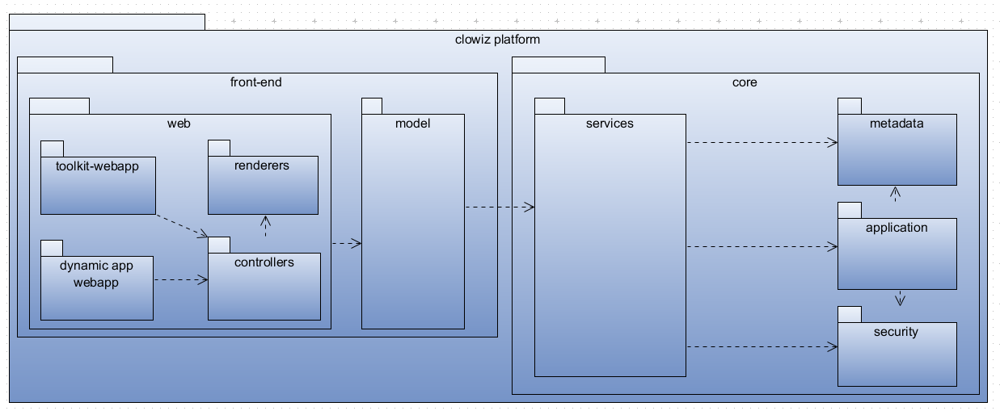 clowiz platform
front-end
core
web
model
services
metadata
toolkit-webapp
renderers
application
dynamic app
webapp
controllers
security